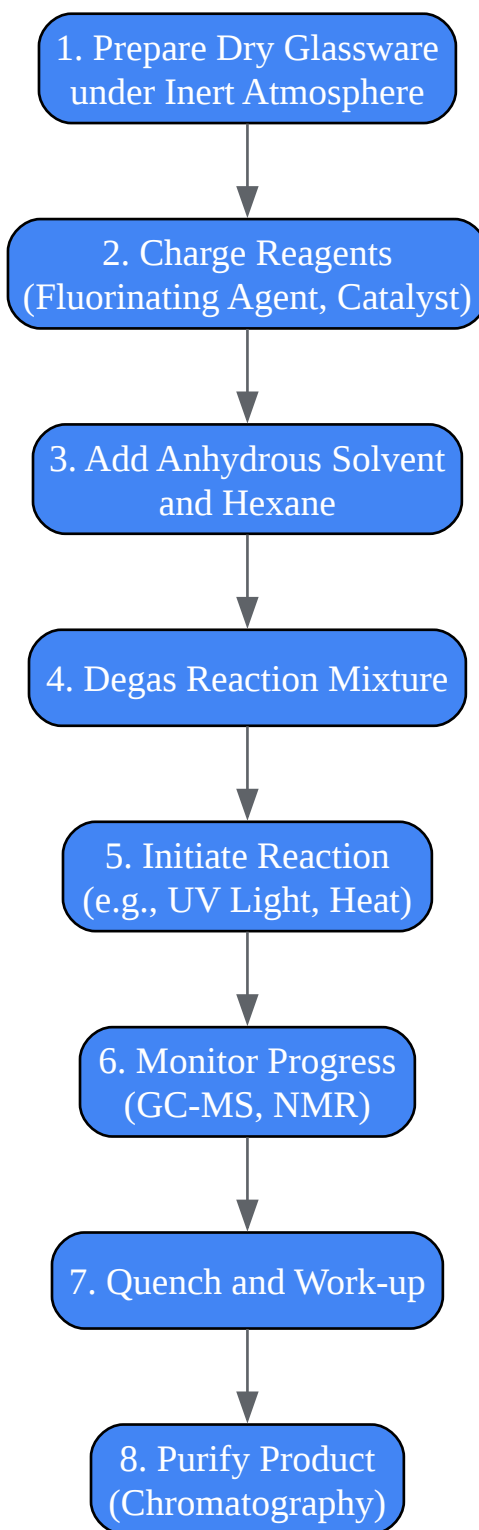 1. Prepare Dry Glassware
under Inert Atmosphere
2. Charge Reagents
(Fluorinating Agent, Catalyst)
3. Add Anhydrous Solvent
and Hexane
4. Degas Reaction Mixture
5. Initiate Reaction
(e.g., UV Light, Heat)
6. Monitor Progress
(GC-MS, NMR)
7. Quench and Work-up
8. Purify Product
(Chromatography)